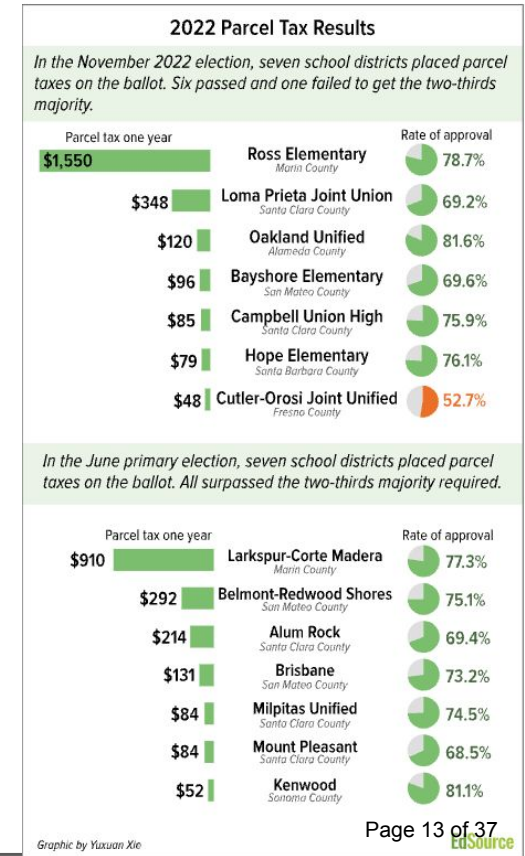 2022 Parcel Tax Results
In the November 2022 election, seven school districts placed parcel
taxes on the ballot. Six passed and one failed to get the two-thirds
majority.
Parcel tax one year
Rate of approval
$1,550 Ross Elementary 78.7%
Marin County
$348 Loma Prieta Joint Union 69.2%
Santa Clara County
$120 Oakland Unified 81.6%
Alameda County
$96 Bayshore Elementary 69.6%
San Mateo County
$85 Campbell Union High 75.9%
Santa Clara County
$79 Hope Elementary 76.1%
Santa Barbara County
$48 Cutler-Orosi Joint Unified 52.7%
Fresno County
In the June primary election, seven school districts placed parcel
taxes on the ballot. All surpassed the two-thirds majority required.
Parcel tax one year
Rate of approval
$910 Larkspur-Corte Madera 77.3%
Marin County
$292 Belmont-Redwood Shores 75.1%
San Mateo County
$214 Alum Rock 69.4%
Santa Clara County
$131 Brisbane 73.2%
San Mateo County
$84 Milpitas Unified 74.5%
Santa Clara County
$84 Mount Pleasant 68.5%
Santa Clara County
$52 Kenwood 81.1%
Sonoma County
Page 13 of 37
Graphic by Yuxuan Xie
EdSource